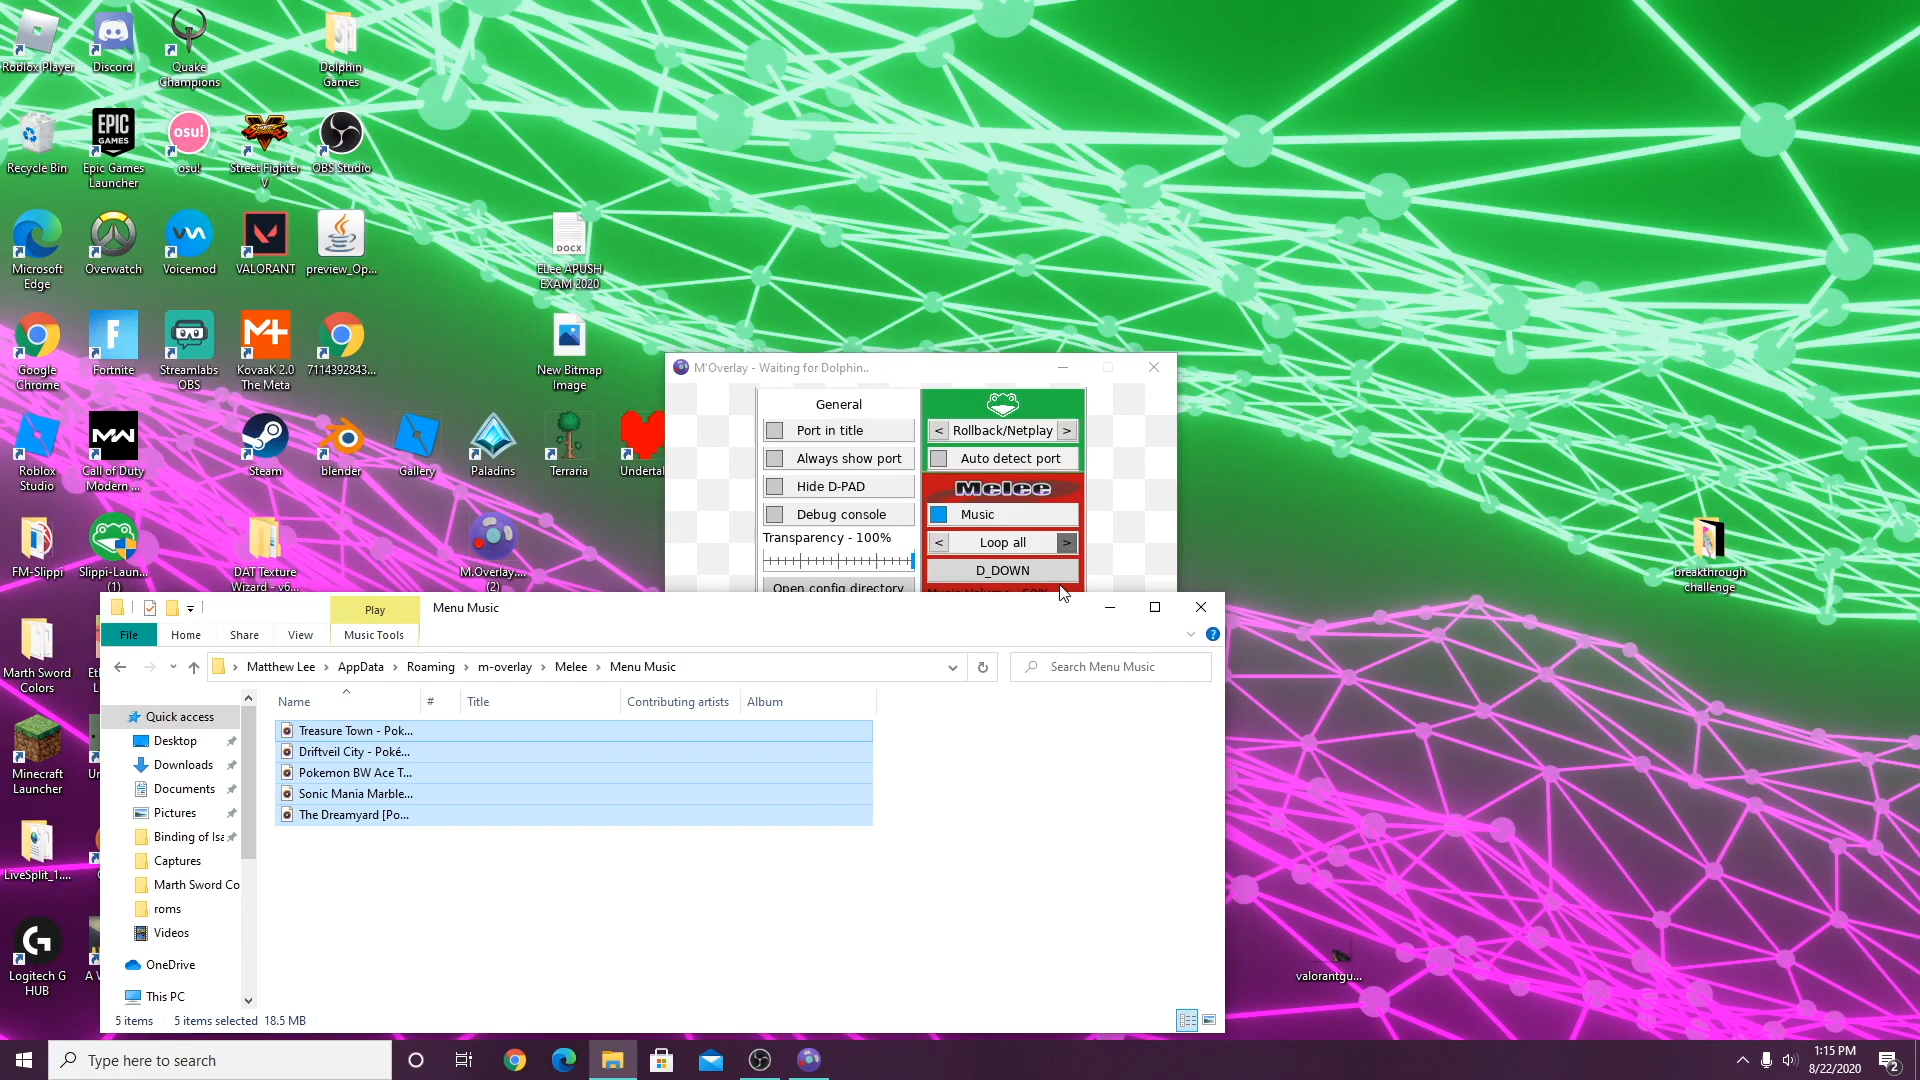 Roblox Player
Discord
Quake
Champions
Dolphin
Games
Recycle Bin
EPIC
GAMES
Epic Games
Launcher
osu!
osu!
Street Fighter
V
OBS Studio
Microsoft
Edge
Overwatch
Voicemod
VALORANT
preview_Op...
DOCX
ELee APUSH
EXAM 2020
Google
Chrome
Fortnite
Streamlabs
OBS
KovaaK 2.0
The Meta
7114392843...
New Bitmap
Image
Roblox
Studio
Call of Duty
Modern ...
Steam
blender
Gallery
Paladins
Terraria
Undertal
FM-Slippi
Slippi-Laun...
(1)
DAT Texture
Wizard - v6...
M.Overlay....
(2)
breakthrough
challenge
Marth Sword
Colors
Minecraft
Launcher
LiveSplit_1....
Logitech G
HUB
valorantgu...
M'Overlay - Waiting for Dolphin..
General
Port in title
Always show port
Hide D-PAD
Debug console
Transparency - 100%
Open config directory
< Rollback/Netplay >
Auto detect port
Melee
Music
< Loop all >
D_DOWN
Play
Menu Music
File
Home
Share
View
Music Tools
Matthew Lee > AppData > Roaming > m-overlay > Melee > Menu Music
Search Menu Music
Name
#
Title
Contributing artists
Album
Treasure Town - Pok...
Driftveil City - Poké...
Pokemon BW Ace T...
Sonic Mania Marble...
The Dreamyard [Po...
Quick access
Desktop
Downloads
Documents
Pictures
Binding of Isa
Captures
Marth Sword Co
roms
Videos
OneDrive
This PC
5 items
5 items selected
18.5 MB
Type here to search
1:15 PM
8/22/2020
2